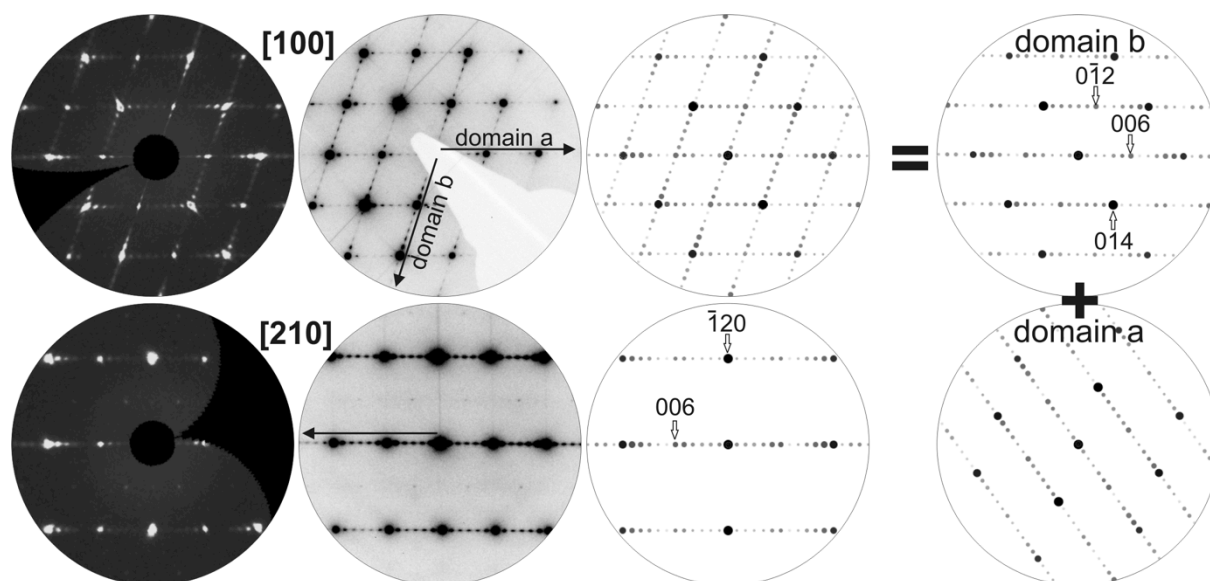 [100]
domain a
domain b
=
domain b
01̄2
006
014
+
domain a
[210]
1̄20
006